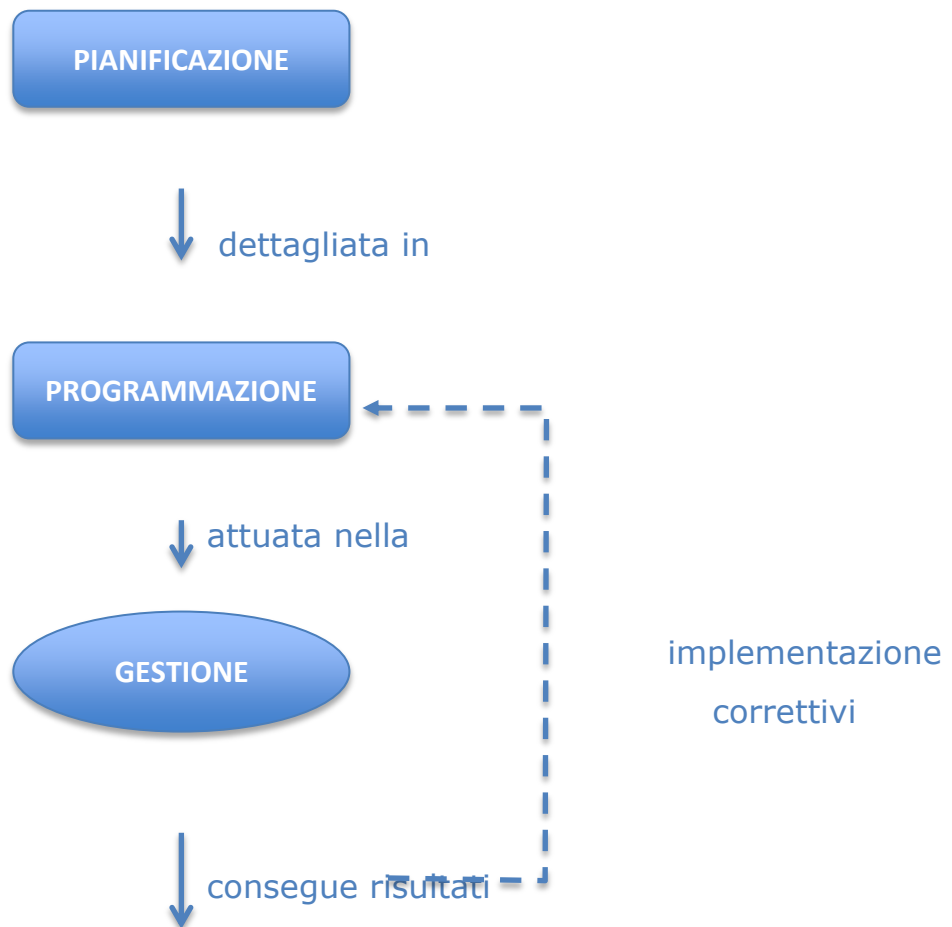 PIANIFICAZIONE
dettagliata in
PROGRAMMAZIONE
attuata nella
GESTIONE
implementazione
correttivi
consegue risultati